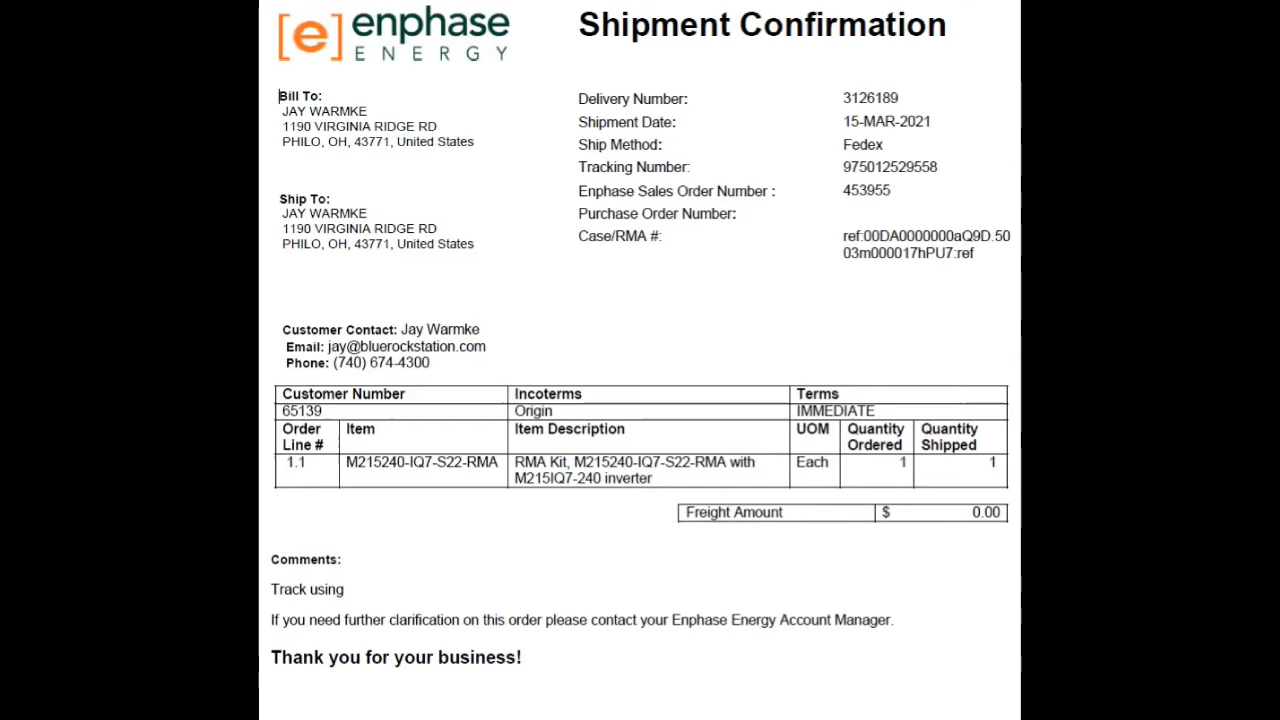 [e] enphase
ENERGY
Shipment Confirmation
Bill To:
JAY WARMKE
1190 VIRGINIA RIDGE RD
PHILO, OH, 43771, United States
Ship To:
JAY WARMKE
1190 VIRGINIA RIDGE RD
PHILO, OH, 43771, United States
Delivery Number: 3126189
Shipment Date: 15-MAR-2021
Ship Method: Fedex
Tracking Number: 975012529558
Enphase Sales Order Number : 453955
Purchase Order Number:
Case/RMA #: ref:00DA0000000aQ9D.50
03m000017hPU7:ref
Customer Contact: Jay Warmke
Email: jay@bluerockstation.com
Phone: (740) 674-4300
Customer Number Incoterms Terms
65139 Origin IMMEDIATE
Order Item Item Description UOM Quantity Quantity
Line # Ordered Shipped
1.1 M215240-IQ7-S22-RMA RMA Kit, M215240-IQ7-S22-RMA with Each 1 1
M215IQ7-240 inverter
Freight Amount $ 0.00
Comments:
Track using
If you need further clarification on this order please contact your Enphase Energy Account Manager.
Thank you for your business!